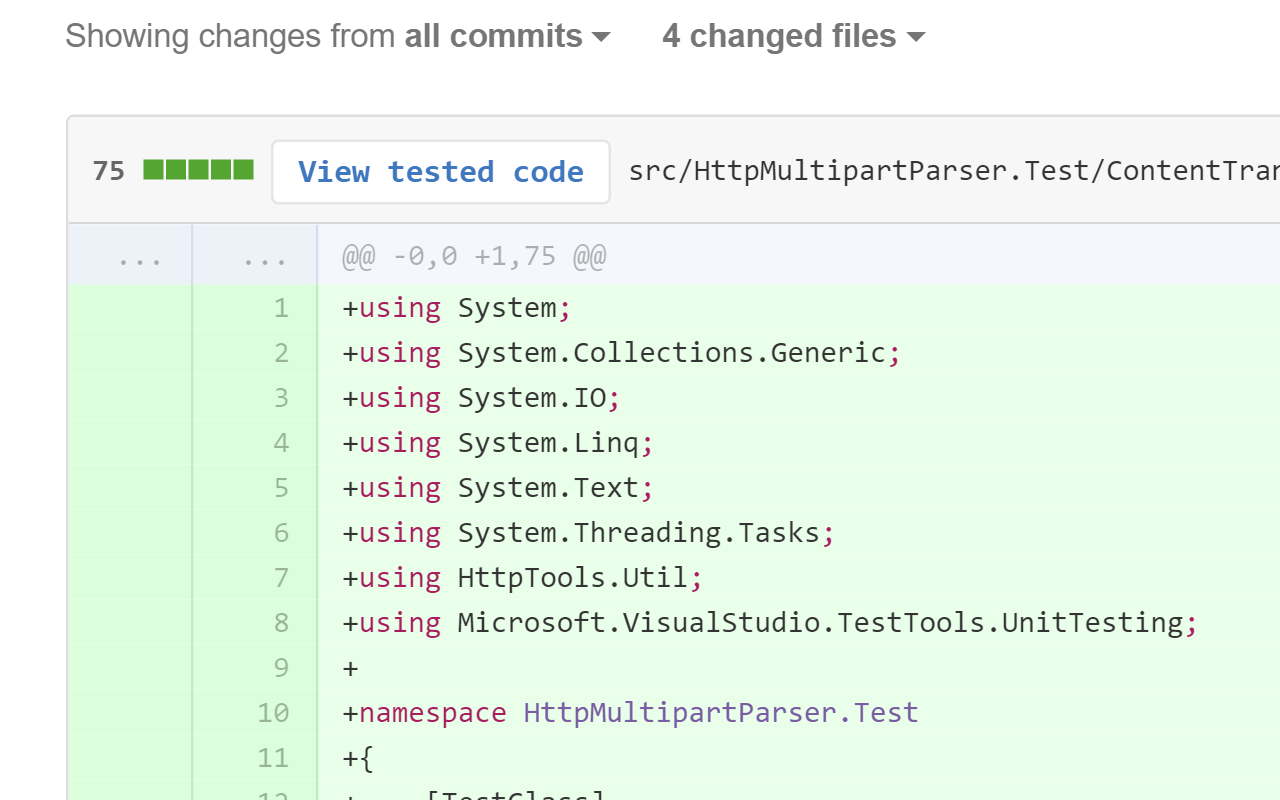 Showing changes from all commits 4 changed files
75 View tested code src/HttpMultipartParser.Test/ContentTran
... ... @@ -0,0 +1,75 @@
1 +using System;
2 +using System.Collections.Generic;
3 +using System.IO;
4 +using System.Linq;
5 +using System.Text;
6 +using System.Threading.Tasks;
7 +using HttpTools.Util;
8 +using Microsoft.VisualStudio.TestTools.UnitTesting;
9 +
10 +namespace HttpMultipartParser.Test
11 +{
12 + [TestClass]